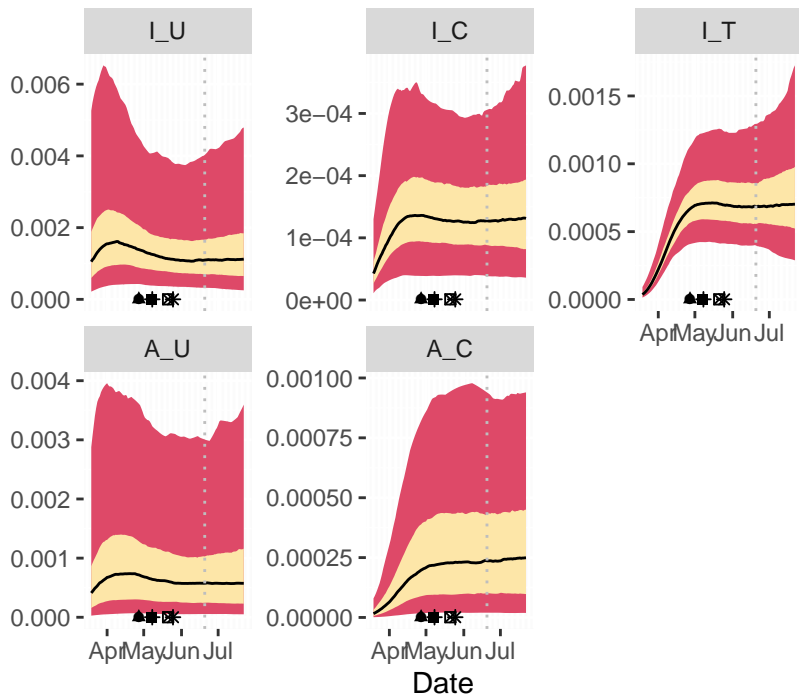 I_U I_C I_T
0.006
0.004
0.002
0.000
3e−04
2e−04
1e−04
0e+00
0.0015
0.0010
0.0005
0.0000
Apr May Jun Jul
A_U A_C
0.004
0.003
0.002
0.001
0.000
0.00100
0.00075
0.00050
0.00025
0.00000
Apr May Jun Jul
Apr May Jun Jul
Date